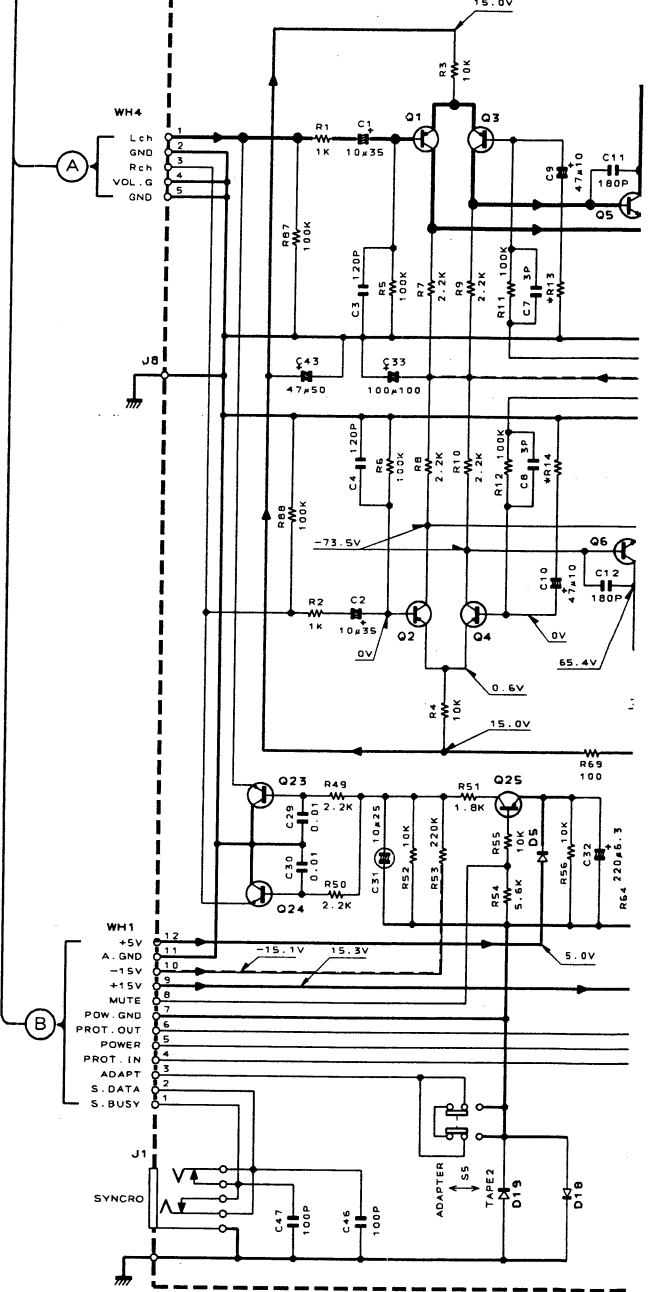 15.0V
R3
10K
WH4
Lch
1
GND
2
Rch
3
VOL.G
4
GND
5
A
R1
1K
C1
+
10μ35
Q1
Q3
C9
+
47μ10
C11
180P
Q5
R87
100K
C3
120P
R5
100K
R7
2.2K
R9
2.2K
R11
100K
C7
3P
*R13
J8
C43
+
47μ50
C33
+
100μ100
C4
120P
R6
100K
R8
2.2K
R10
2.2K
R12
100K
C8
3P
*R14
R88
100K
-73.5V
Q6
C10
+
47μ10
C12
180P
R2
1K
C2
+
10μ35
Q2
Q4
0V
0V
65.4V
0.6V
R4
10K
15.0V
R69
100
Q23
R49
2.2K
C29
0.01
C30
0.01
R50
2.2K
Q24
C31
10μ25
R52
10K
R53
220K
R51
1.8K
Q25
R55
10K
R54
5.6K
D5
R56
10K
C32
+
220μ6.3
R64
WH1
+5V
12
A.GND
11
-15V
10
+15V
9
MUTE
8
POW.GND
7
PROT.OUT
6
POWER
5
PROT.IN
4
ADAPT
3
S.DATA
2
S.BUSY
1
B
-15.1V
15.3V
5.0V
J1
SYNCRO
C47
100P
C46
100P
ADAPTER
S5
TAPE2
D19
D18